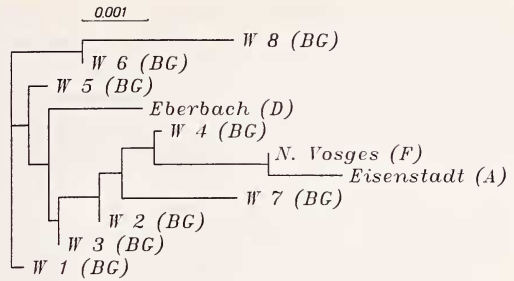 0.001
W 8 (BG)
W 6 (BG)
W 5 (BG)
Eberbach (D)
W 4 (BG)
N. Vosges (F)
Eisenstadt (A)
W 7 (BG)
W 2 (BG)
W 3 (BG)
W 1 (BG)